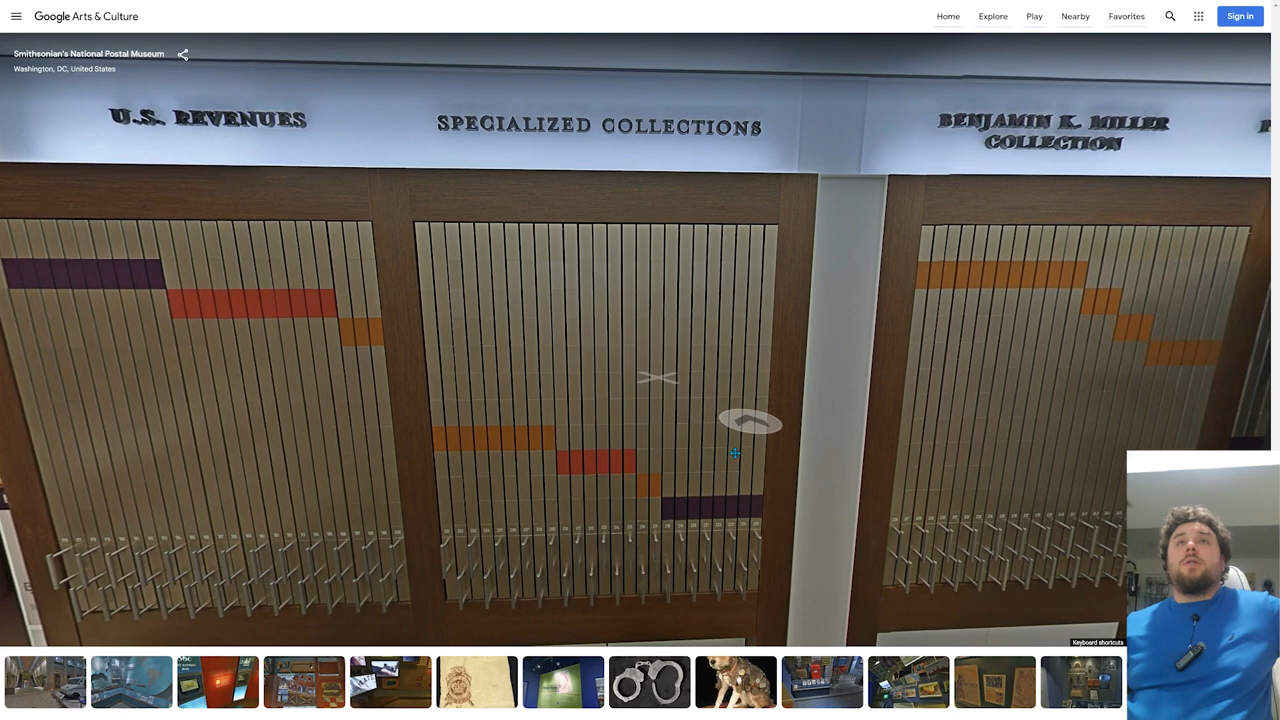 Google Arts & Culture
Home
Explore
Play
Nearby
Favorites
Sign in
Smithsonian's National Postal Museum
Washington, DC, United States
U.S. REVENUES
SPECIALIZED COLLECTIONS
BENJAMIN K. MILLER
COLLECTION
Keyboard shortcuts